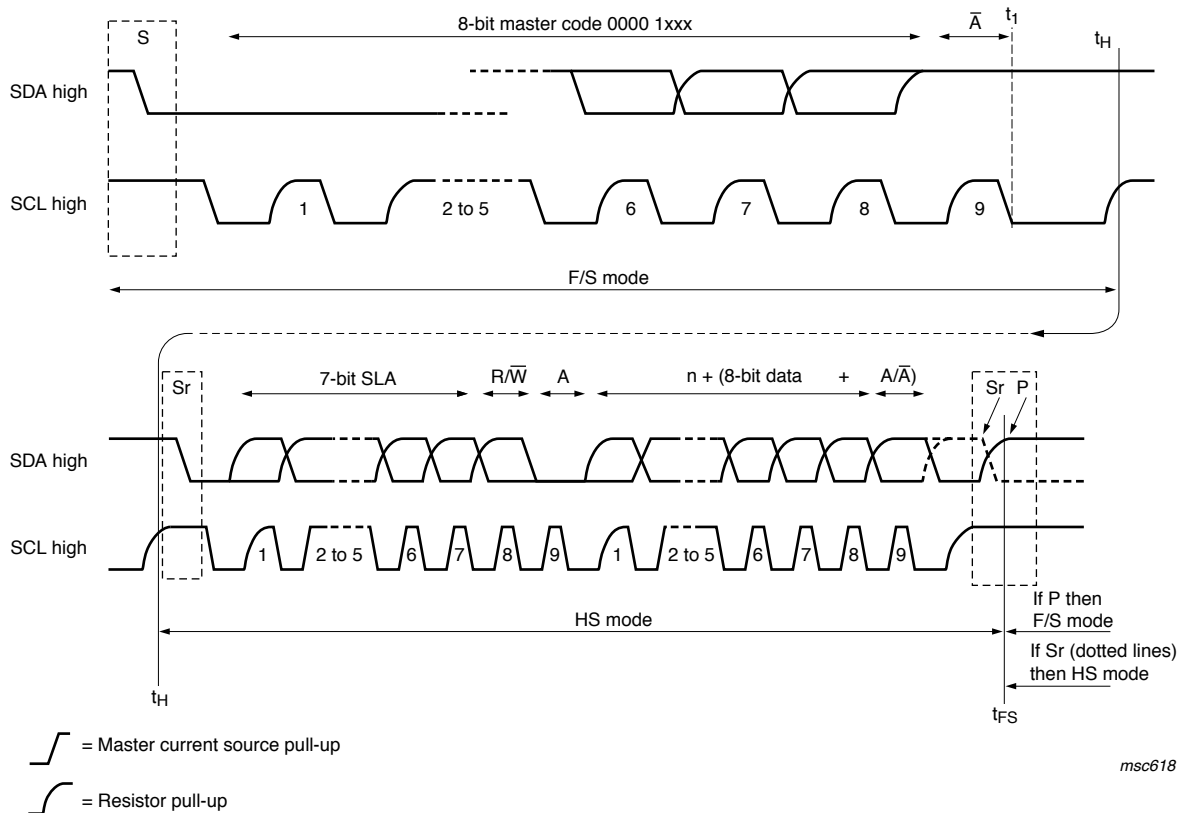 S
8-bit master code 0000 1xxx
A̅
t1
tH
SDA high
SCL high
1
2 to 5
6
7
8
9
F/S mode
Sr
7-bit SLA
R/W̅
A
n + (8-bit data
+
A/A̅)
Sr
P
SDA high
SCL high
1
2 to 5
6
7
8
9
1
2 to 5
6
7
8
9
HS mode
If P then
F/S mode
If Sr (dotted lines)
then HS mode
tH
tFS
= Master current source pull-up
= Resistor pull-up
msc618